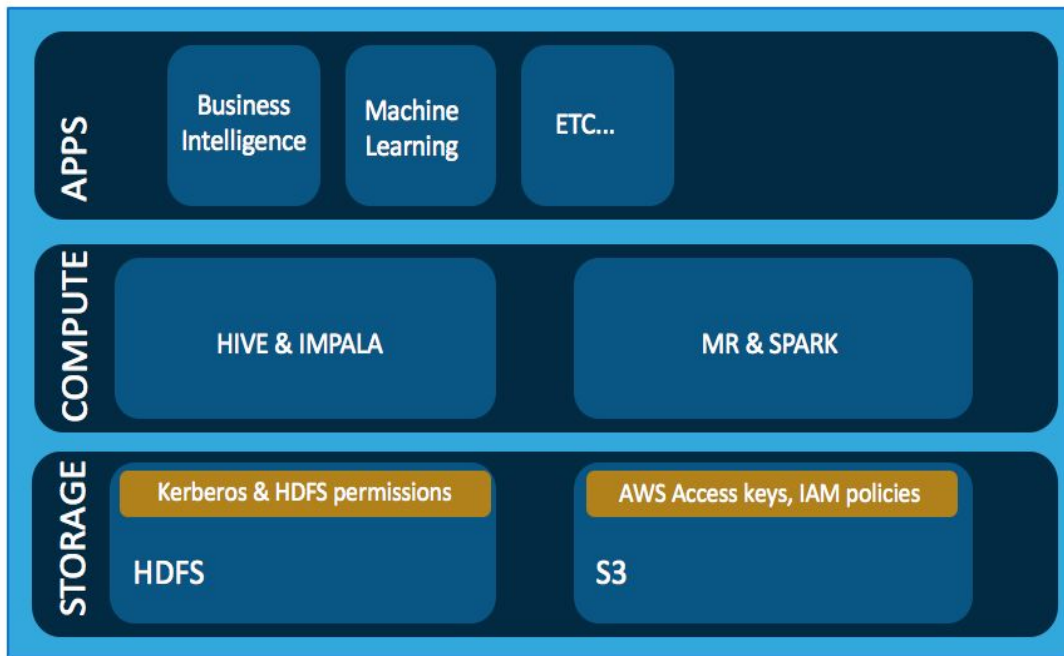 APPS
Business
Intelligence
Machine
Learning
ETC...
COMPUTE
HIVE & IMPALA
MR & SPARK
STORAGE
Kerberos & HDFS permissions
HDFS
AWS Access keys, IAM policies
S3